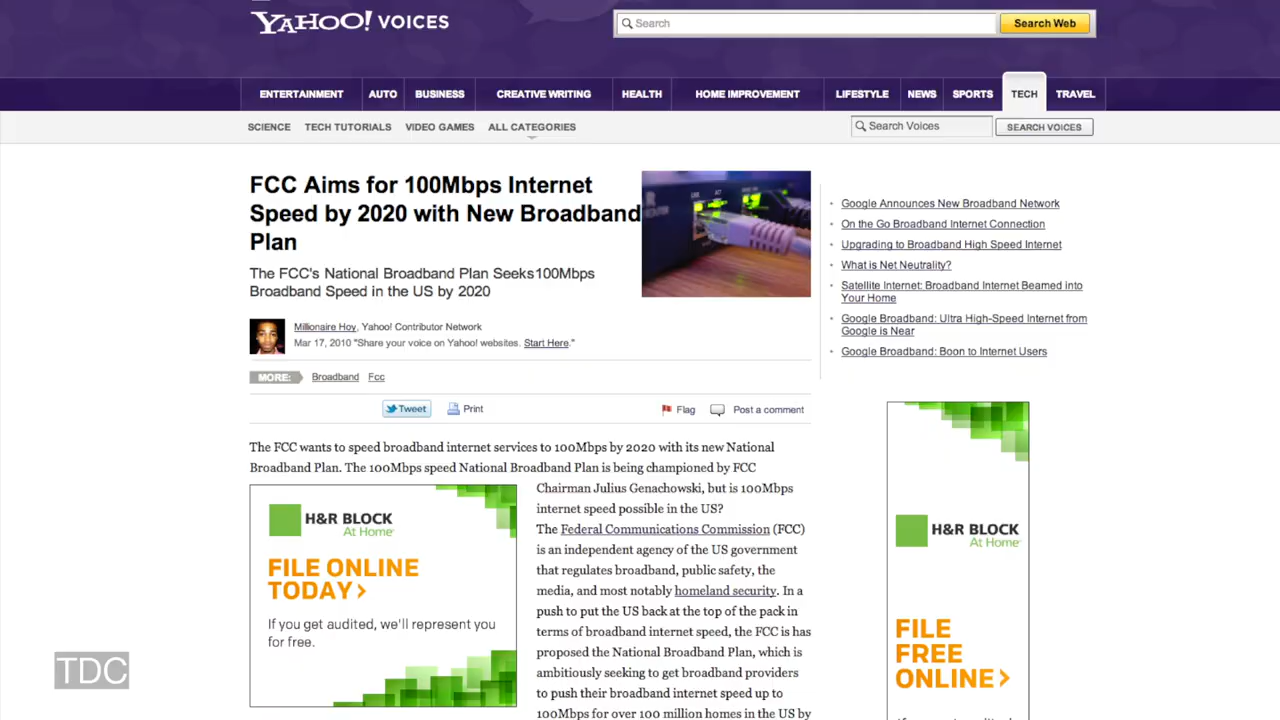 YAHOO! VOICES
Search
Search Web
ENTERTAINMENT AUTO BUSINESS CREATIVE WRITING HEALTH HOME IMPROVEMENT LIFESTYLE NEWS SPORTS TECH TRAVEL
SCIENCE TECH TUTORIALS VIDEO GAMES ALL CATEGORIES
Search Voices
SEARCH VOICES
FCC Aims for 100Mbps Internet
Speed by 2020 with New Broadband
Plan
The FCC's National Broadband Plan Seeks100Mbps
Broadband Speed in the US by 2020
Millionaire Hoy, Yahoo! Contributor Network
Mar 17, 2010 "Share your voice on Yahoo! websites. Start Here."
MORE: Broadband Fcc
Tweet Print Flag Post a comment
The FCC wants to speed broadband internet services to 100Mbps by 2020 with its new National
Broadband Plan. The 100Mbps speed National Broadband Plan is being championed by FCC
Chairman Julius Genachowski, but is 100Mbps
internet speed possible in the US?
The Federal Communications Commission (FCC)
is an independent agency of the US government
that regulates broadband, public safety, the
media, and most notably homeland security. In a
push to put the US back at the top of the pack in
terms of broadband internet speed, the FCC is has
proposed the National Broadband Plan, which is
ambitiously seeking to get broadband providers
to push their broadband internet speed up to
100Mbps for over 100 million homes in the US by
H&R BLOCK
At Home®
FILE ONLINE
TODAY >
If you get audited, we'll represent you
for free.
Google Announces New Broadband Network
On the Go Broadband Internet Connection
Upgrading to Broadband High Speed Internet
What is Net Neutrality?
Satellite Internet: Broadband Internet Beamed into
Your Home
Google Broadband: Ultra High-Speed Internet from
Google is Near
Google Broadband: Boon to Internet Users
H&R BLOCK
At Home®
FILE
FREE
ONLINE >
TDC